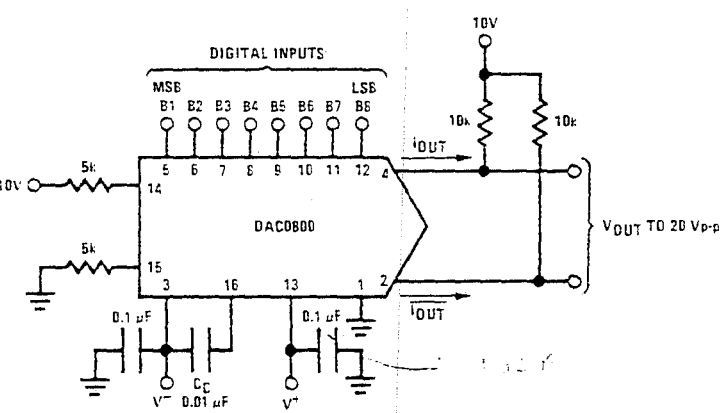 10V
DIGITAL INPUTS
MSB LSB
B1 B2 B3 B4 B5 B6 B7 B8
10k 10k
iOUT
5 6 7 8 9 10 11 12 4
5k
14
DAC0800
VOUT TO 20 Vp-p
5k
15
3 16 13 1 2
iOUT
0.1 µF 0.1 µF
CC
V− 0.01 µF V+